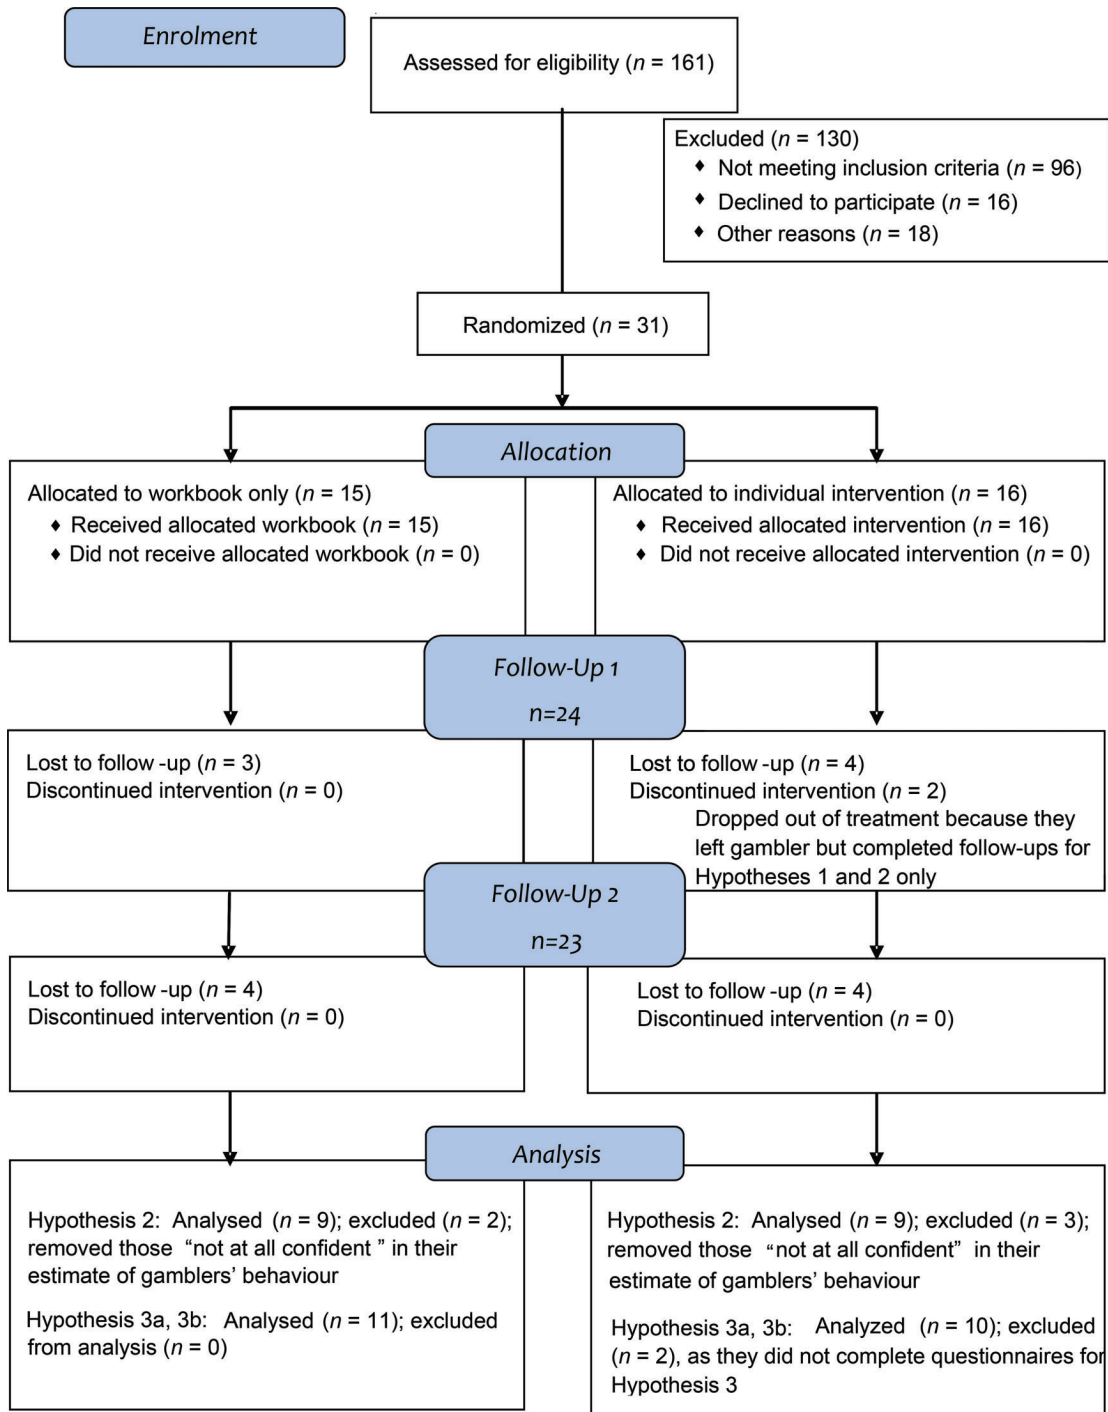 Enrolment
Assessed for eligibility (n = 161)
Excluded (n = 130)
♦ Not meeting inclusion criteria (n = 96)
♦ Declined to participate (n = 16)
♦ Other reasons (n = 18)
Randomized (n = 31)
Allocation
Allocated to workbook only (n = 15)
♦ Received allocated workbook (n = 15)
♦ Did not receive allocated workbook (n = 0)
Allocated to individual intervention (n = 16)
♦ Received allocated intervention (n = 16)
♦ Did not receive allocated intervention (n = 0)
Follow-Up 1
n=24
Lost to follow -up (n = 3)
Discontinued intervention (n = 0)
Lost to follow -up (n = 4)
Discontinued intervention (n = 2)
Dropped out of treatment because they
left gambler but completed follow-ups for
Hypotheses 1 and 2 only
Follow-Up 2
n=23
Lost to follow -up (n = 4)
Discontinued intervention (n = 0)
Lost to follow -up (n = 4)
Discontinued intervention (n = 0)
Analysis
Hypothesis 2: Analysed (n = 9); excluded (n = 2);
removed those "not at all confident " in their
estimate of gamblers' behaviour
Hypothesis 3a, 3b: Analysed (n = 11); excluded
from analysis (n = 0)
Hypothesis 2: Analysed (n = 9); excluded (n = 3);
removed those "not at all confident" in their
estimate of gamblers' behaviour
Hypothesis 3a, 3b: Analyzed (n = 10); excluded
(n = 2), as they did not complete questionnaires for
Hypothesis 3